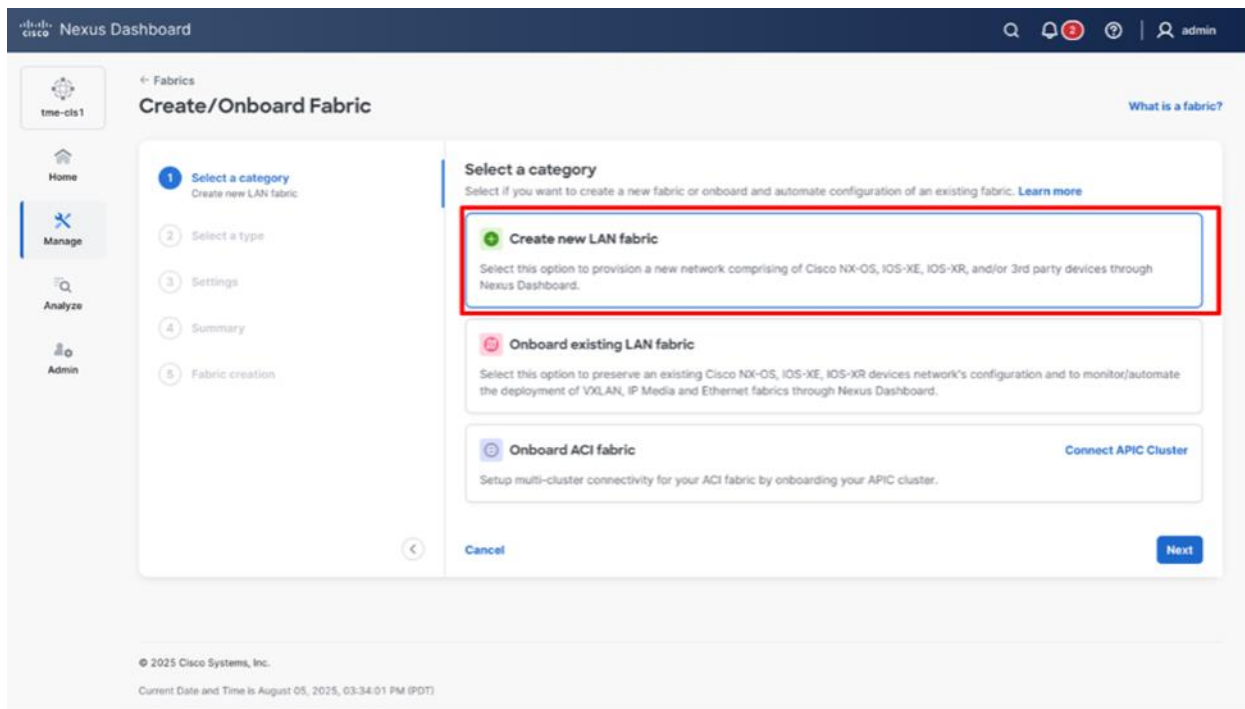 cisco Nexus Dashboard
2
admin
tme-cls1
Home
Manage
Analyze
Admin
← Fabrics
Create/Onboard Fabric
What is a fabric?
1 Select a category
Create new LAN fabric
2 Select a type
3 Settings
4 Summary
5 Fabric creation
Select a category
Select if you want to create a new fabric or onboard and automate configuration of an existing fabric. Learn more
Create new LAN fabric
Select this option to provision a new network comprising of Cisco NX-OS, IOS-XE, IOS-XR, and/or 3rd party devices through
Nexus Dashboard.
Onboard existing LAN fabric
Select this option to preserve an existing Cisco NX-OS, IOS-XE, IOS-XR devices network's configuration and to monitor/automate
the deployment of VXLAN, IP Media and Ethernet fabrics through Nexus Dashboard.
Onboard ACI fabric
Connect APIC Cluster
Setup multi-cluster connectivity for your ACI fabric by onboarding your APIC cluster.
Cancel
Next
© 2025 Cisco Systems, Inc.
Current Date and Time is August 05, 2025, 03:34:01 PM (PDT)